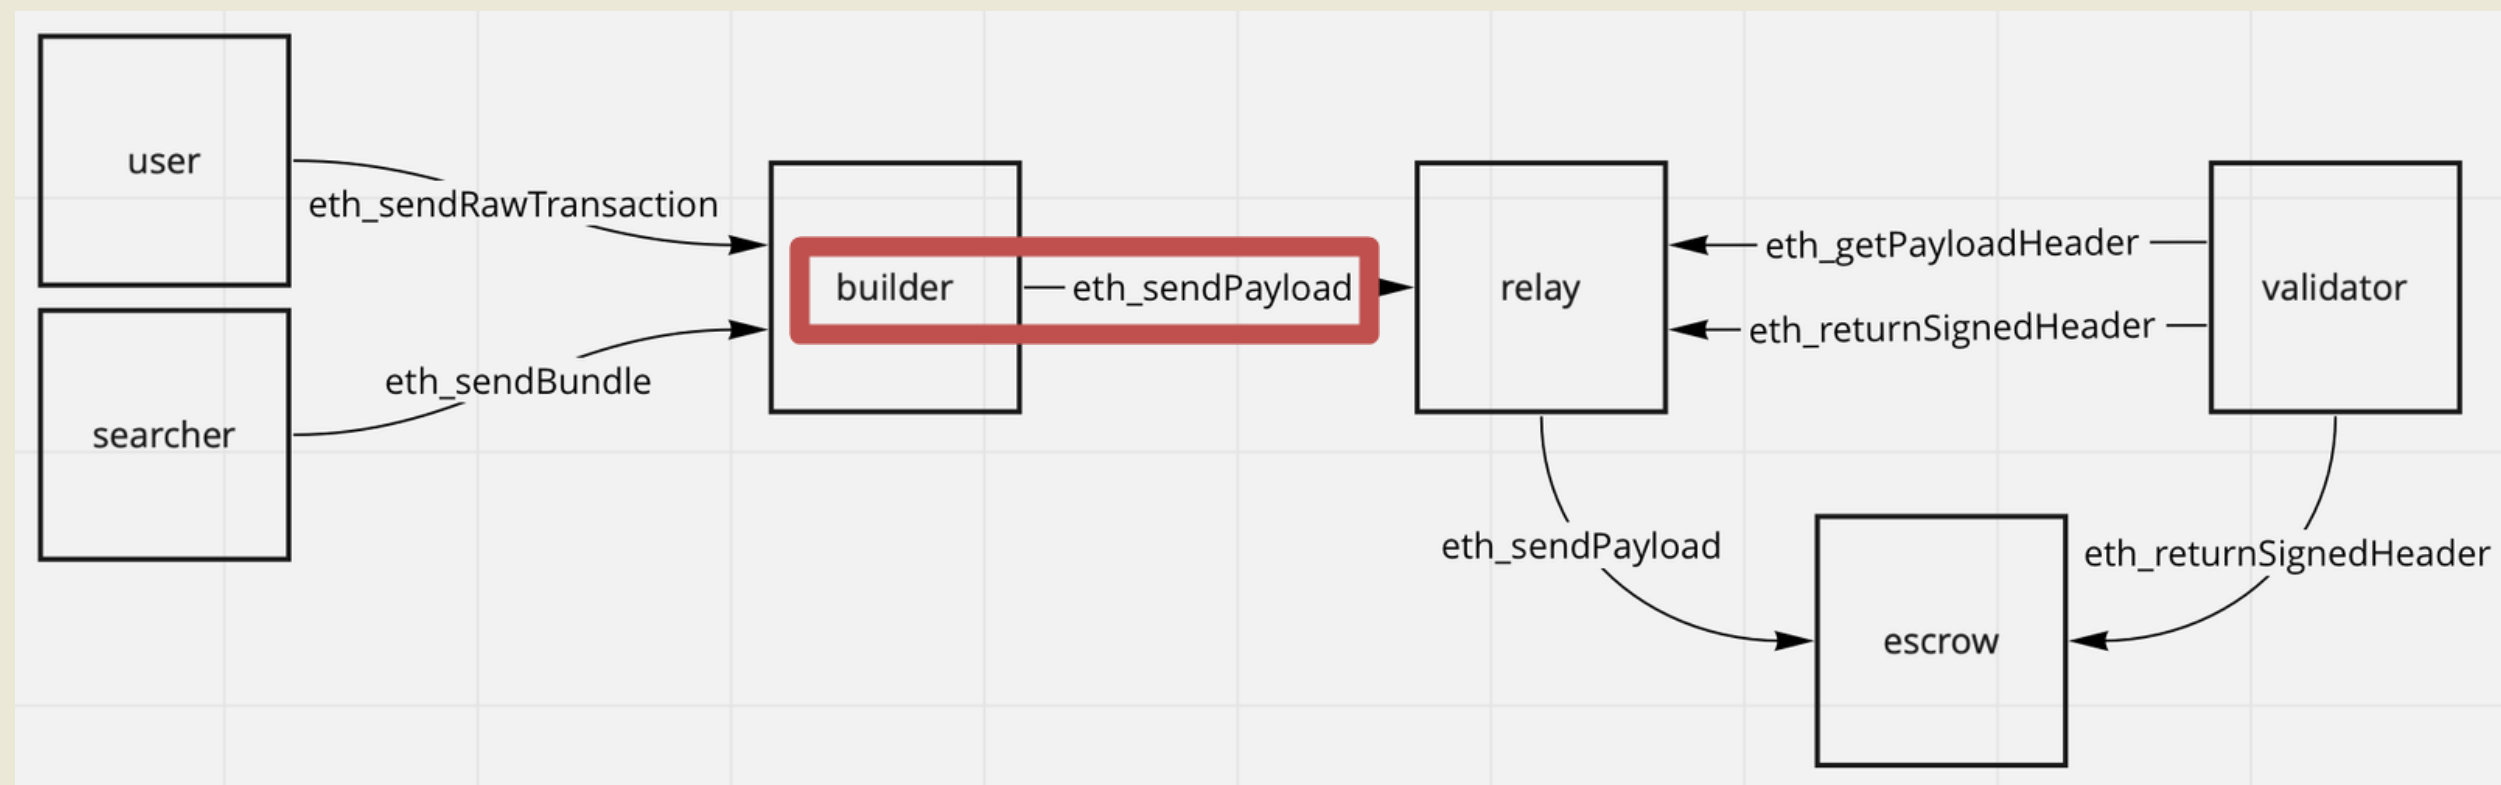 user
eth_sendRawTransaction
searcher
eth_sendBundle
builder
eth_sendPayload
relay
eth_getPayloadHeader
eth_returnSignedHeader
validator
eth_sendPayload
eth_returnSignedHeader
escrow